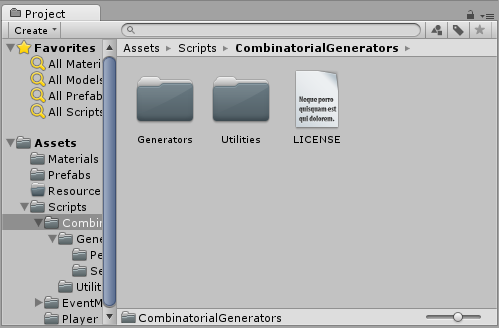 Project
Create
Favorites
All Materi
All Models
All Prefab
All Scripts
Assets
Materials
Prefabs
Resource
Scripts
Combin
Gene
Pe
Se
Utilit
EventM
Player
Assets ▸ Scripts ▸ CombinatorialGenerators ▸
Neque porro
quisquam est
qui dolorem.
Generators
Utilities
LICENSE
CombinatorialGenerators